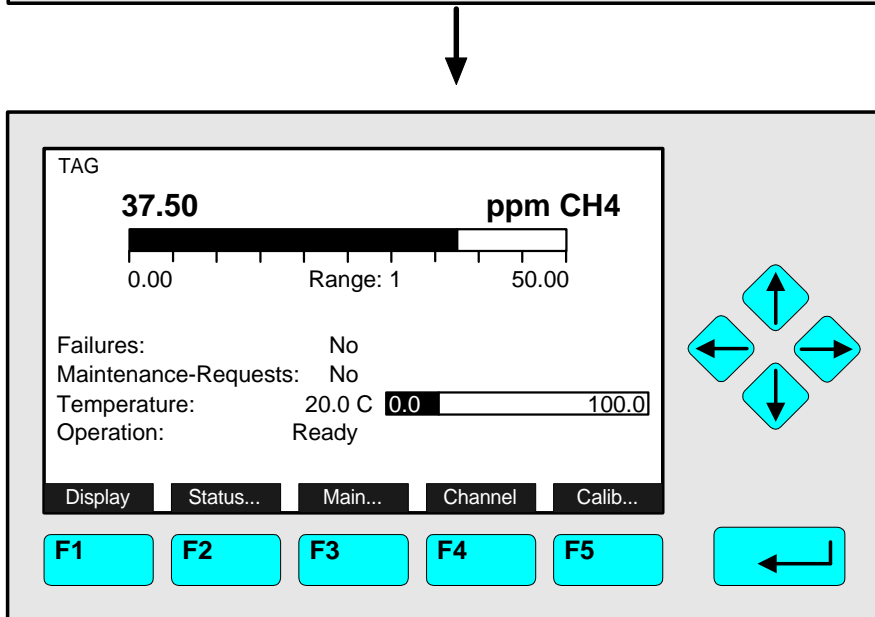 TAG
37.50 ppm CH4
0.00 Range: 1 50.00
Failures: No
Maintenance-Requests: No
Temperature: 20.0 C 0.0 100.0
Operation: Ready
Display Status... Main... Channel Calib...
F1 F2 F3 F4 F5